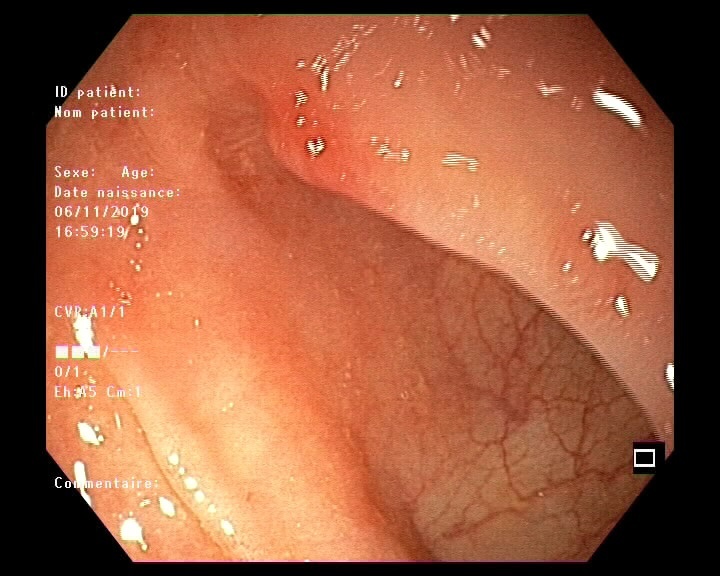 ID patient:
Nom patient:
Sexe: Age:
Date naissance:
06/11/2019
16:59:19
CVP:A1/1
0/1
Eh:A5 Cm:1
Commentaire: